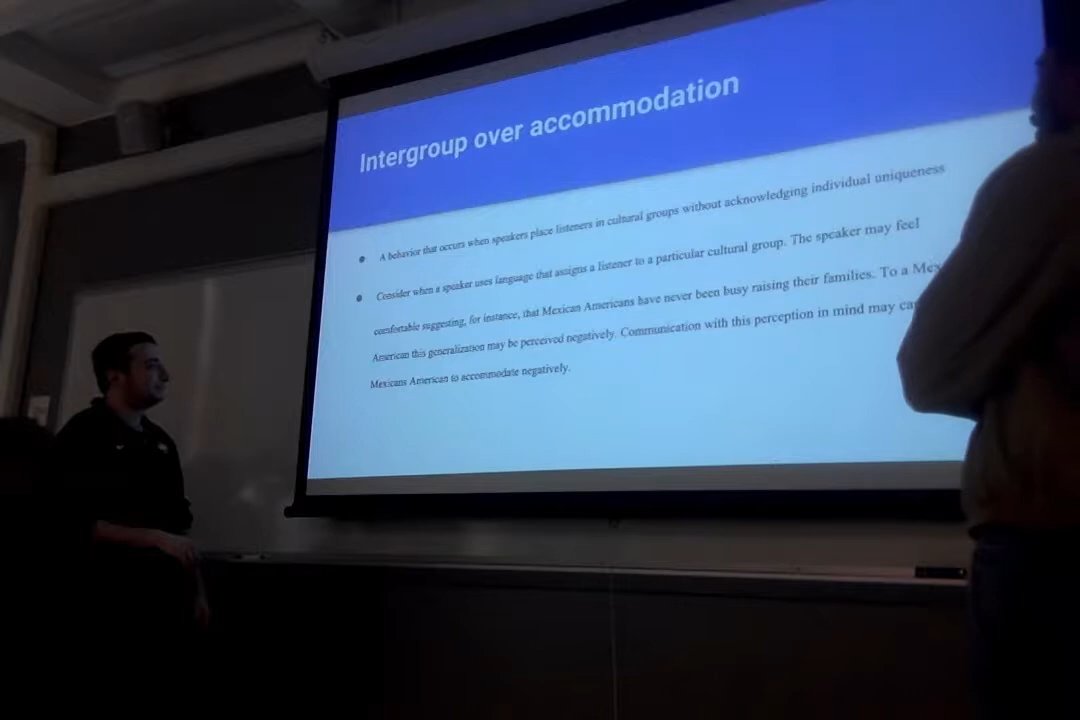 Intergroup over accommodation
A behavior that occurs when speakers place listeners in cultural groups without acknowledging individual uniqueness
Consider when a speaker uses language that assigns a listener to a particular cultural group. The speaker may feel
comfortable suggesting, for instance, that Mexican Americans have never been busy raising their families. To a
American this generalization may be perceived negatively. Communication with this perception in mind may
Mexicans American to accommodate negatively.